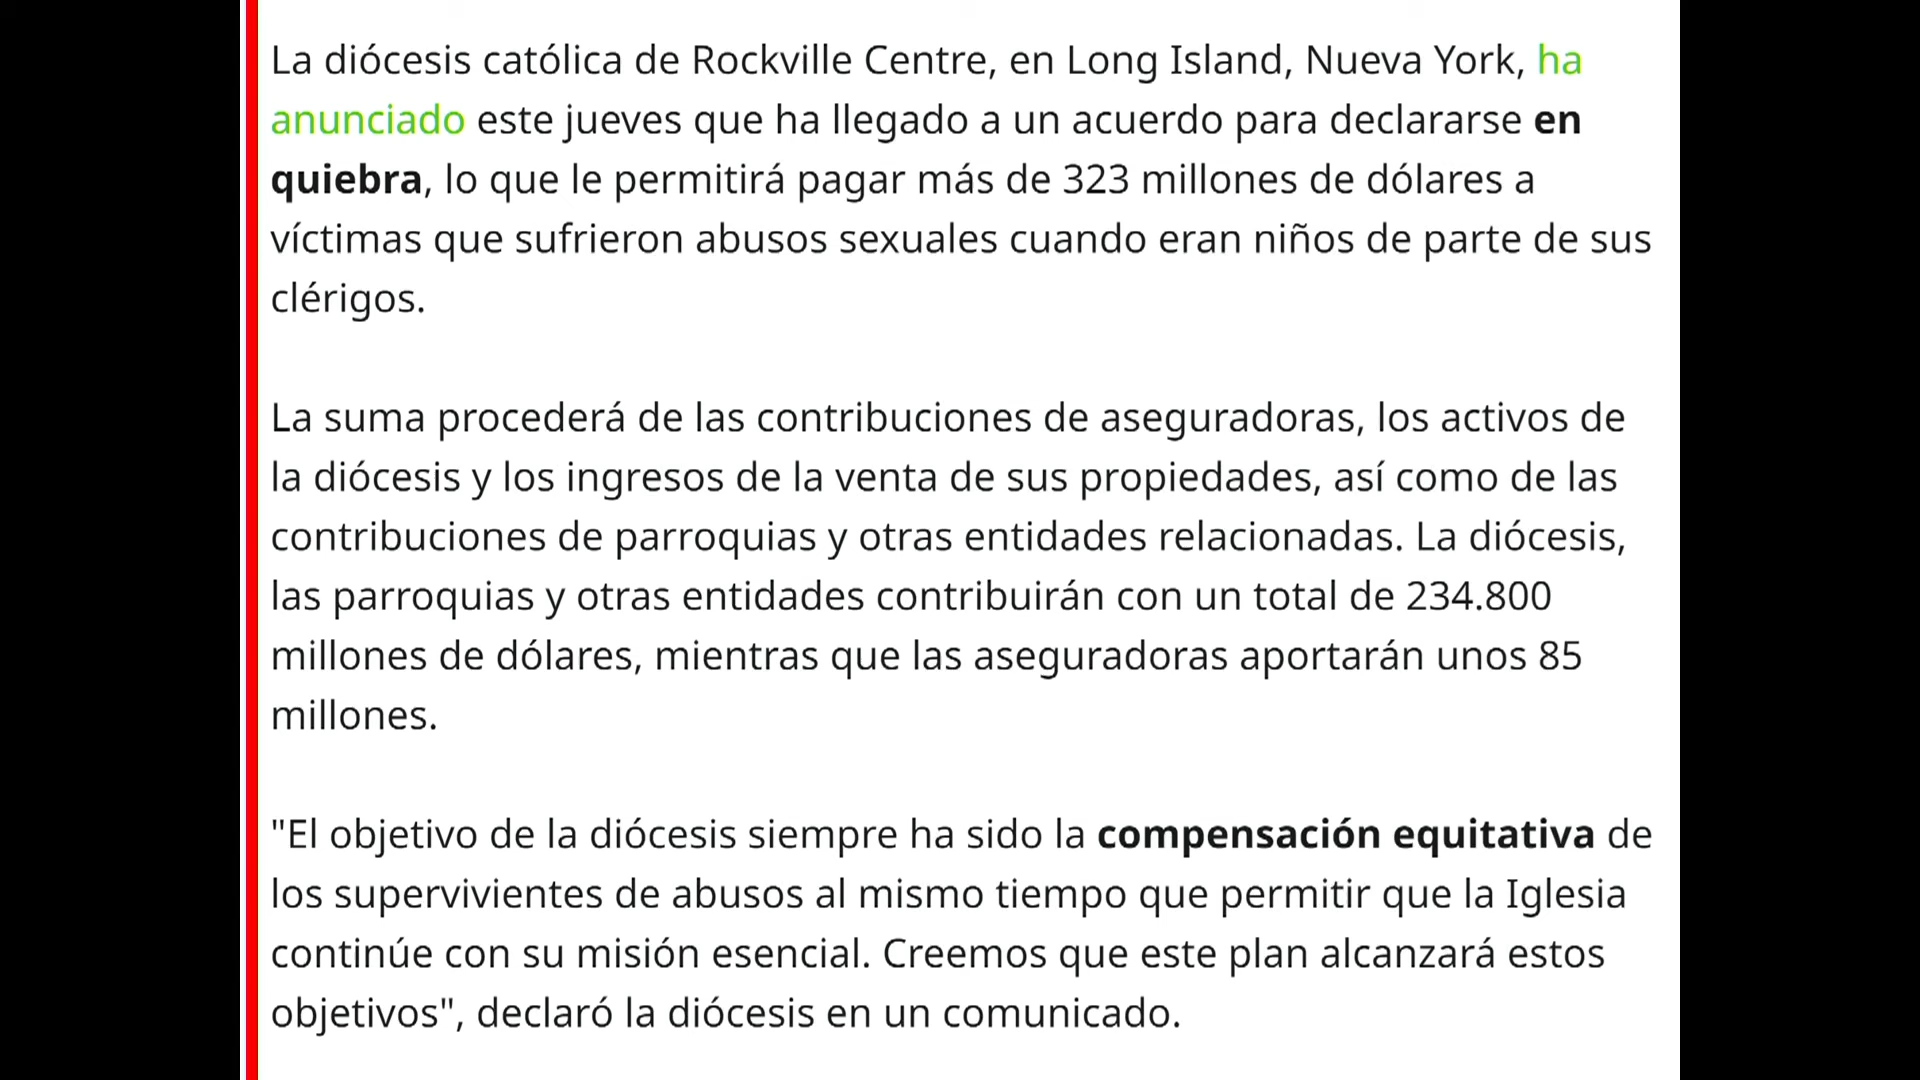 La diócesis católica de Rockville Centre, en Long Island, Nueva York, ha
anunciado este jueves que ha llegado a un acuerdo para declararse en
quiebra, lo que le permitirá pagar más de 323 millones de dólares a
víctimas que sufrieron abusos sexuales cuando eran niños de parte de sus
clérigos.
La suma procederá de las contribuciones de aseguradoras, los activos de
la diócesis y los ingresos de la venta de sus propiedades, así como de las
contribuciones de parroquias y otras entidades relacionadas. La diócesis,
las parroquias y otras entidades contribuirán con un total de 234.800
millones de dólares, mientras que las aseguradoras aportarán unos 85
millones.
"El objetivo de la diócesis siempre ha sido la compensación equitativa de
los supervivientes de abusos al mismo tiempo que permitir que la Iglesia
continúe con su misión esencial. Creemos que este plan alcanzará estos
objetivos", declaró la diócesis en un comunicado.